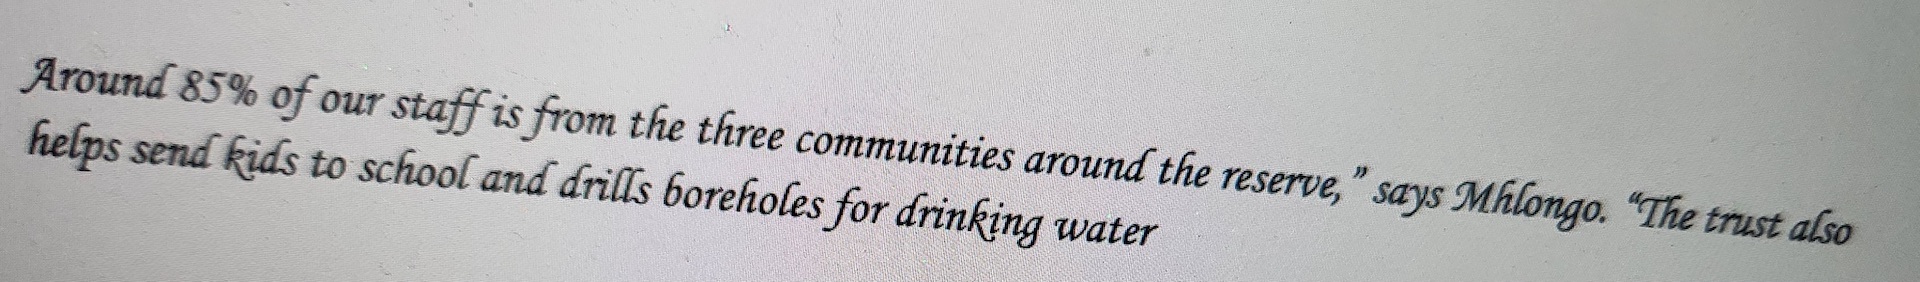 Around 85% of our staff is from the three communities around the reserve,” says Mhlongo. “The trust also
helps send kids to school and drills boreholes for drinking water